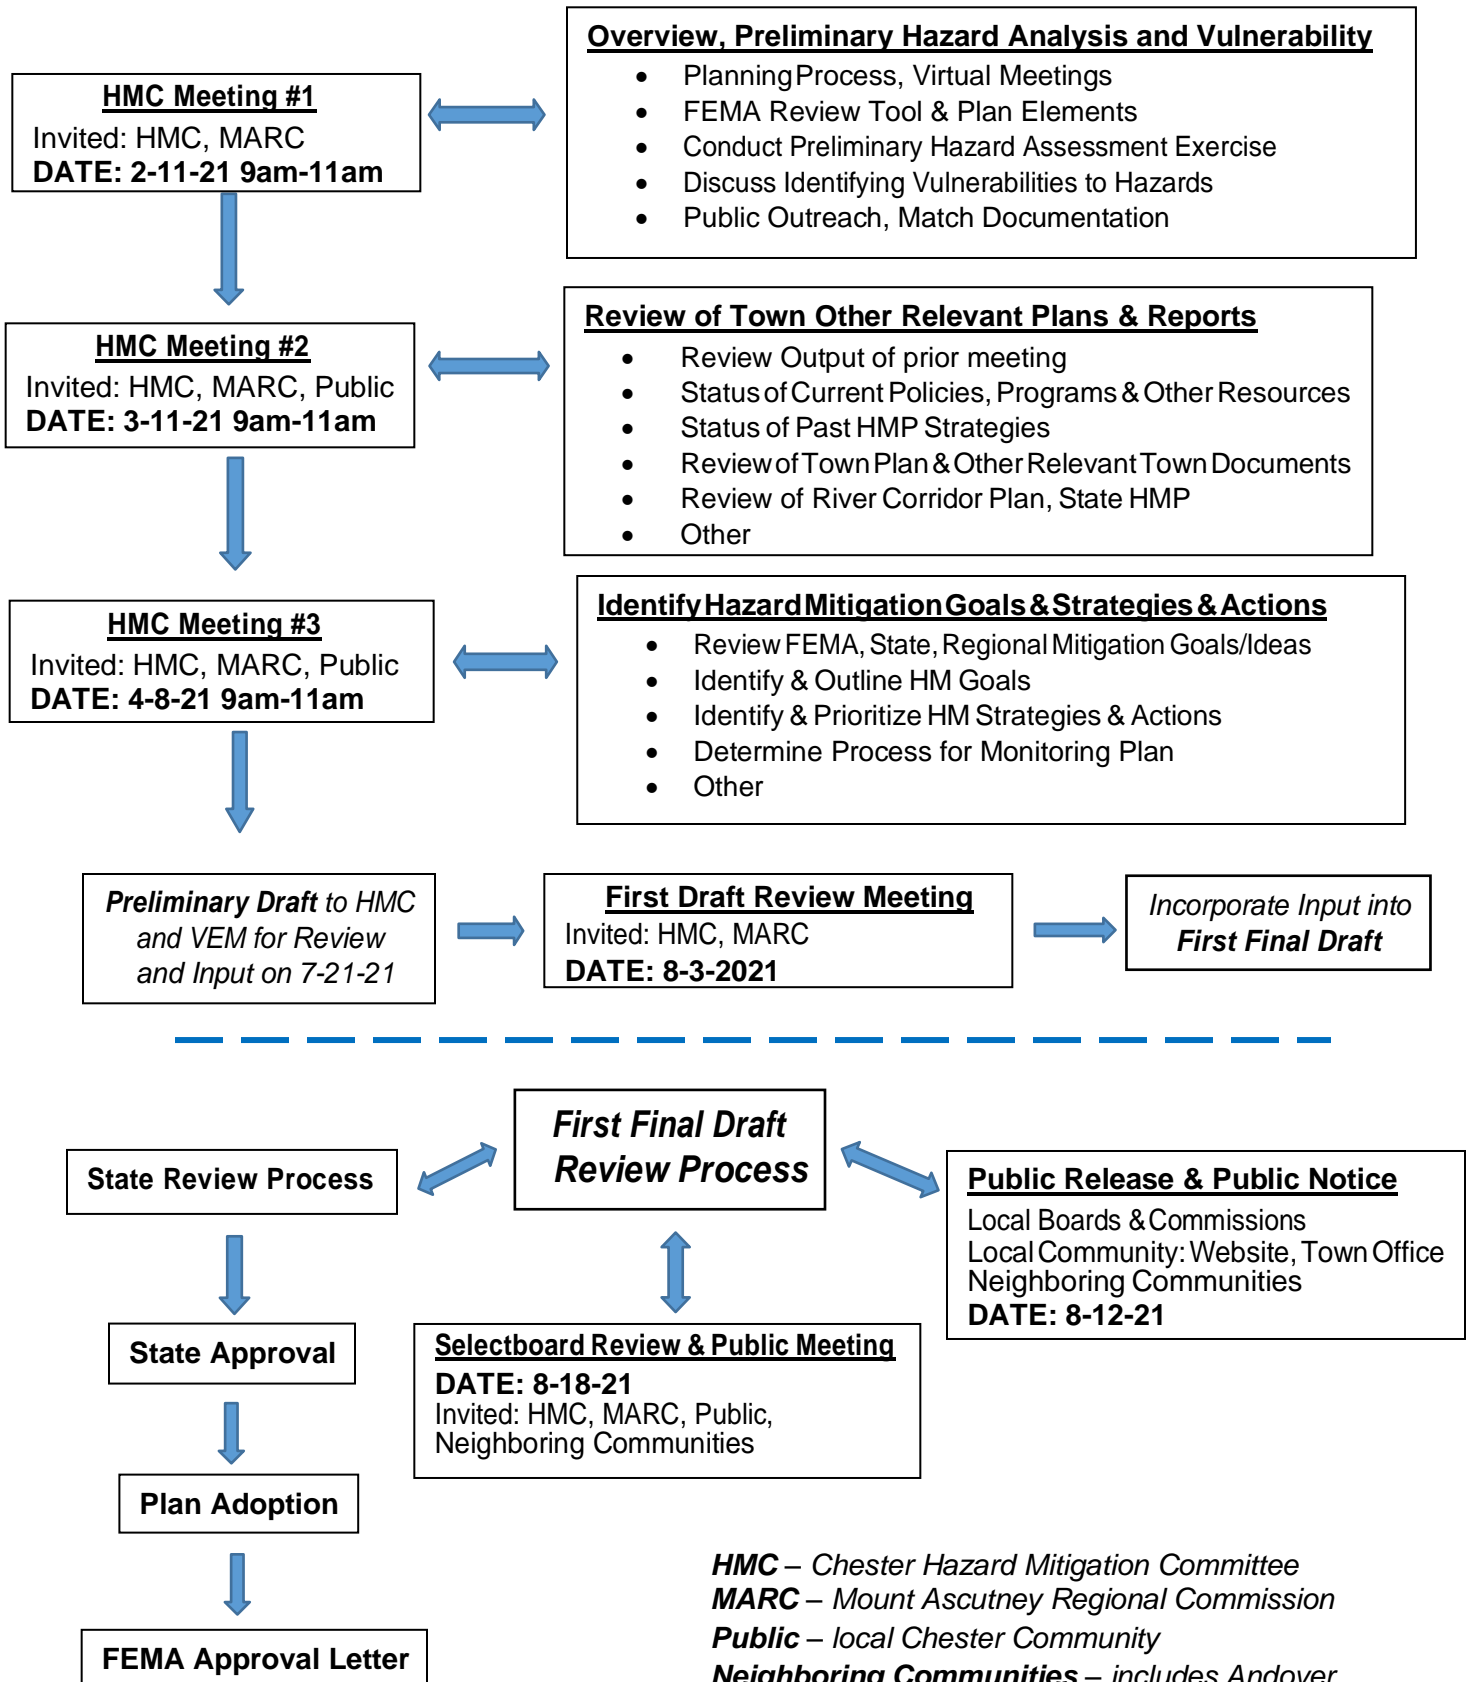 HMC Meeting #1
Invited: HMC, MARC
DATE: 2-11-21 9am-11am
Overview, Preliminary Hazard Analysis and Vulnerability
• Planning Process, Virtual Meetings
• FEMA Review Tool & Plan Elements
• Conduct Preliminary Hazard Assessment Exercise
• Discuss Identifying Vulnerabilities to Hazards
• Public Outreach, Match Documentation
HMC Meeting #2
Invited: HMC, MARC, Public
DATE: 3-11-21 9am-11am
Review of Town Other Relevant Plans & Reports
• Review Output of prior meeting
• Status of Current Policies, Programs & Other Resources
• Status of Past HMP Strategies
• Review of Town Plan & Other Relevant Town Documents
• Review of River Corridor Plan, State HMP
• Other
HMC Meeting #3
Invited: HMC, MARC, Public
DATE: 4-8-21 9am-11am
Identify Hazard Mitigation Goals & Strategies & Actions
• Review FEMA, State, Regional Mitigation Goals/Ideas
• Identify & Outline HM Goals
• Identify & Prioritize HM Strategies & Actions
• Determine Process for Monitoring Plan
• Other
Preliminary Draft to HMC
and VEM for Review
and Input on 7-21-21
First Draft Review Meeting
Invited: HMC, MARC
DATE: 8-3-2021
Incorporate Input into
First Final Draft
First Final Draft
Review Process
State Review Process
Public Release & Public Notice
Local Boards & Commissions
Local Community: Website, Town Office
Neighboring Communities
DATE: 8-12-21
Selectboard Review & Public Meeting
DATE: 8-18-21
Invited: HMC, MARC, Public,
Neighboring Communities
State Approval
Plan Adoption
FEMA Approval Letter
HMC – Chester Hazard Mitigation Committee
MARC – Mount Ascutney Regional Commission
Public – local Chester Community
Neighboring Communities – includes Andover